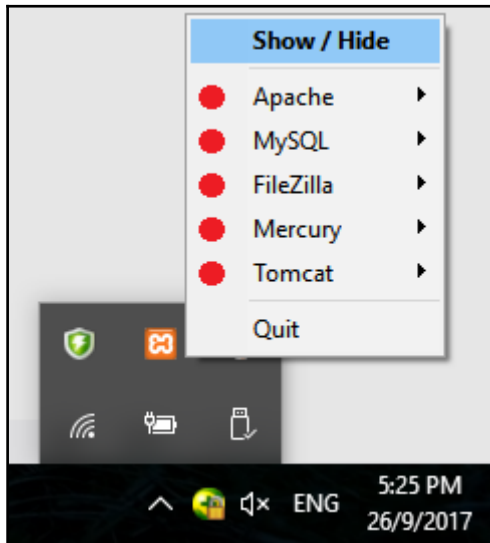 Show / Hide
Apache
MySQL
FileZilla
Mercury
Tomcat
Quit
ENG
5:25 PM
26/9/2017